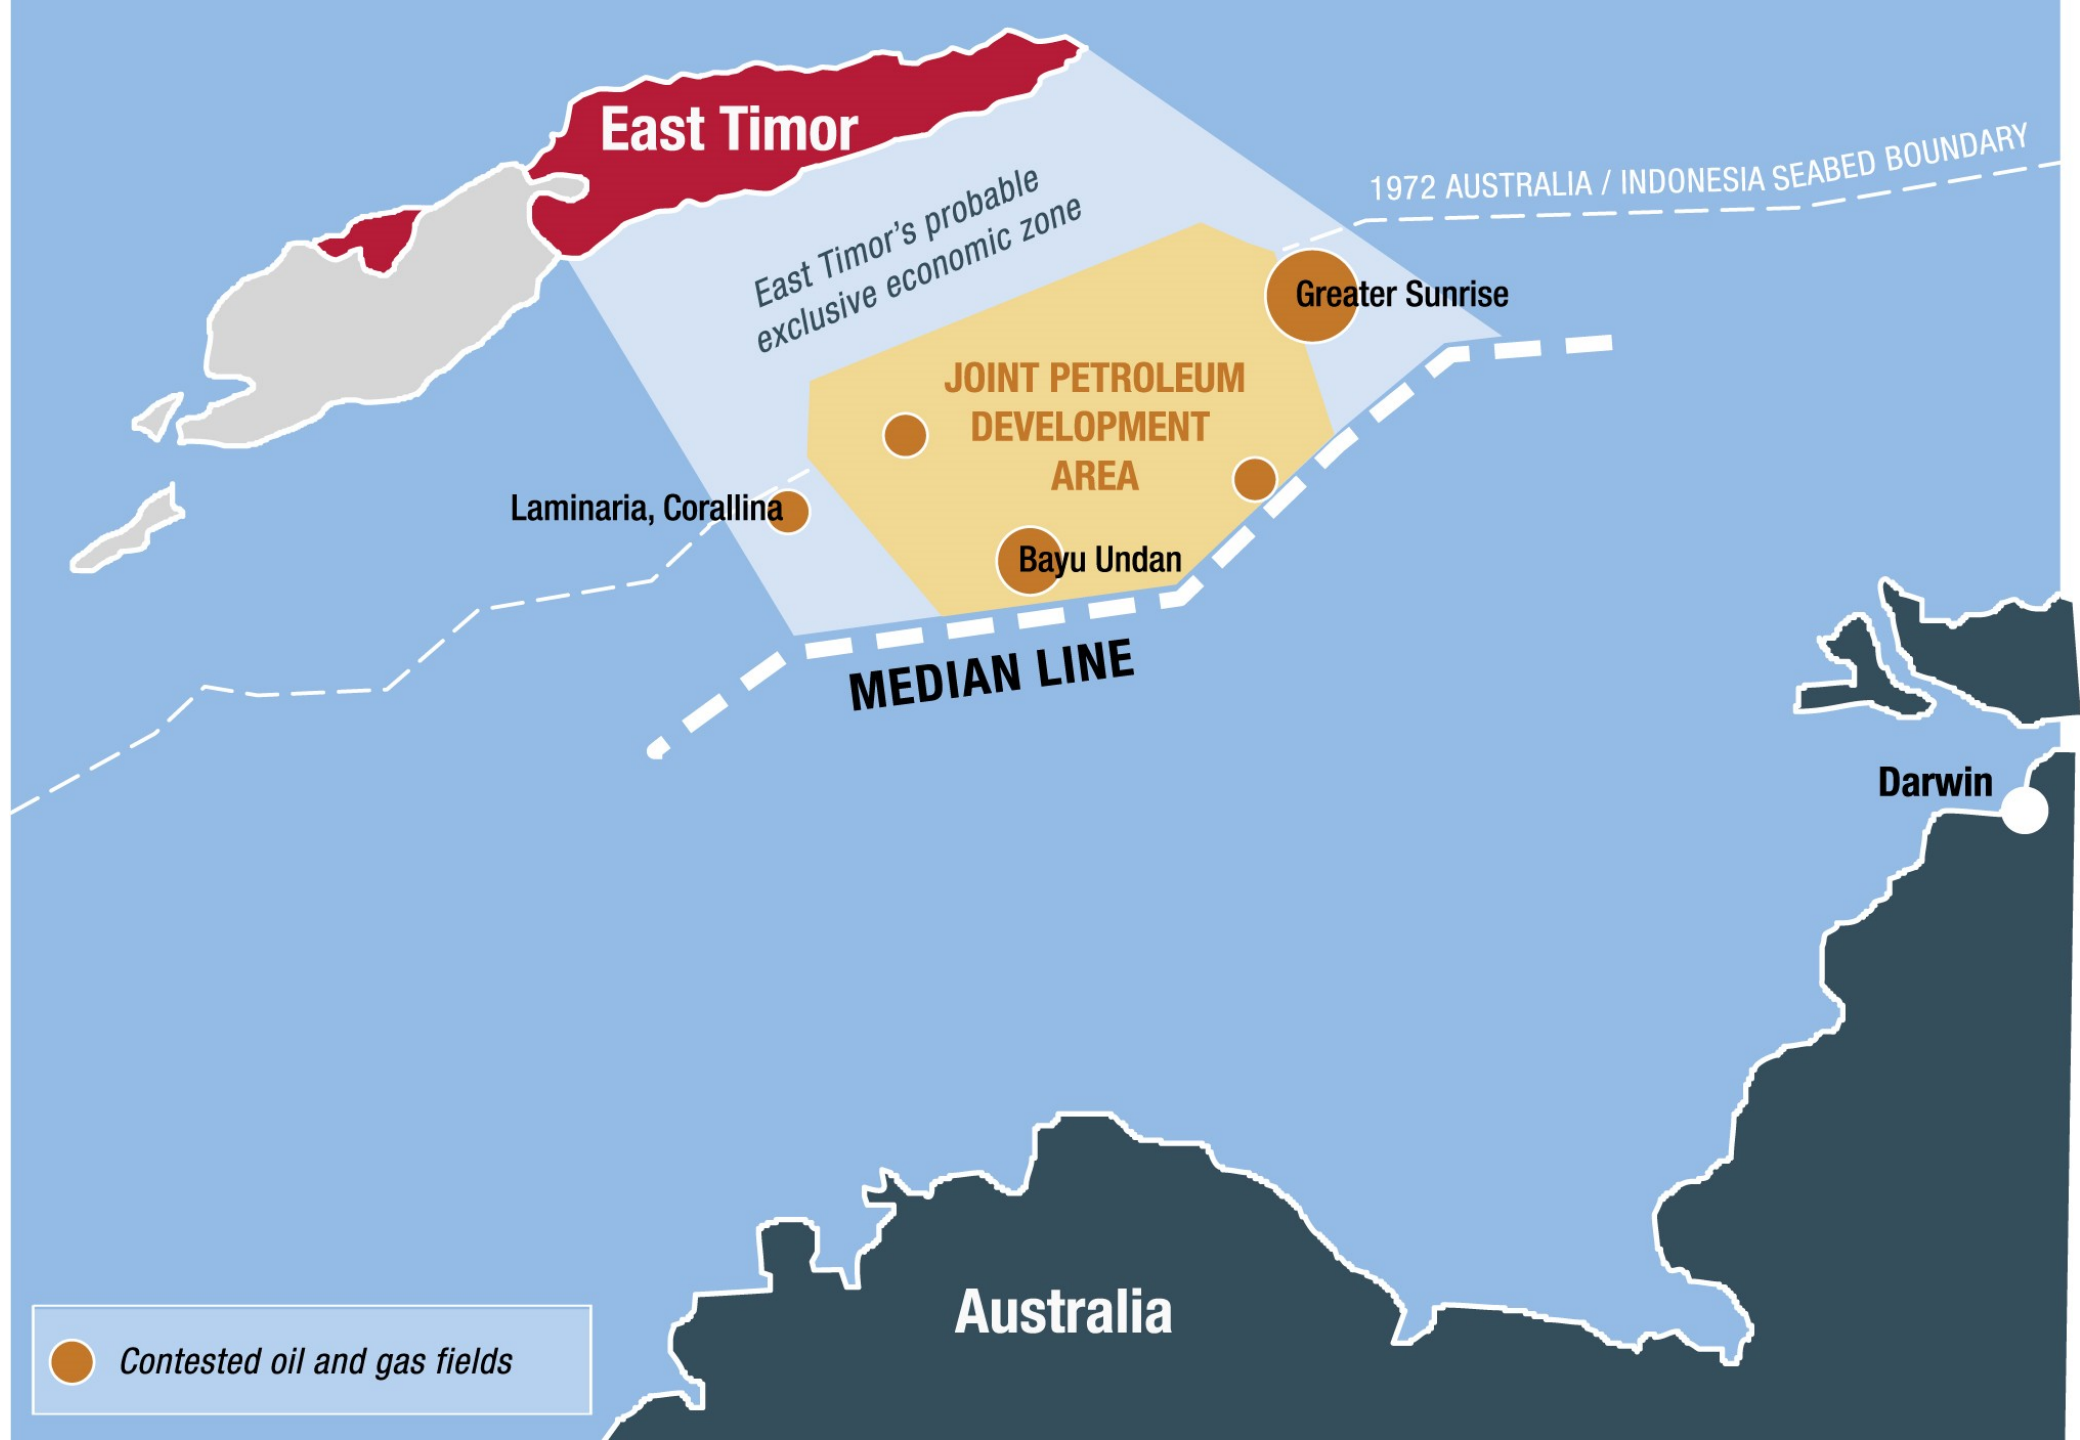 East Timor
1972 AUSTRALIA / INDONESIA SEABED BOUNDARY
East Timor's probable
exclusive economic zone
Greater Sunrise
JOINT PETROLEUM
DEVELOPMENT
AREA
Laminaria, Corallina
Bayu Undan
MEDIAN LINE
Darwin
Australia
Contested oil and gas fields